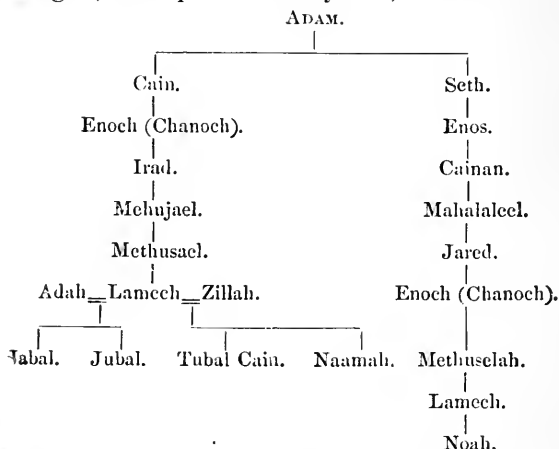 ADAM.
Cain. Seth.
Enoch (Chanoch). Enos.
Irad. Cainan.
Mehujael. Mahalaleel.
Methusael. Jared.
Adah=Lamech=Zillah. Enoch (Chanoch).
Jabal. Jubal. Tubal Cain. Naamah. Methuselah.
Lamech.
Noah.